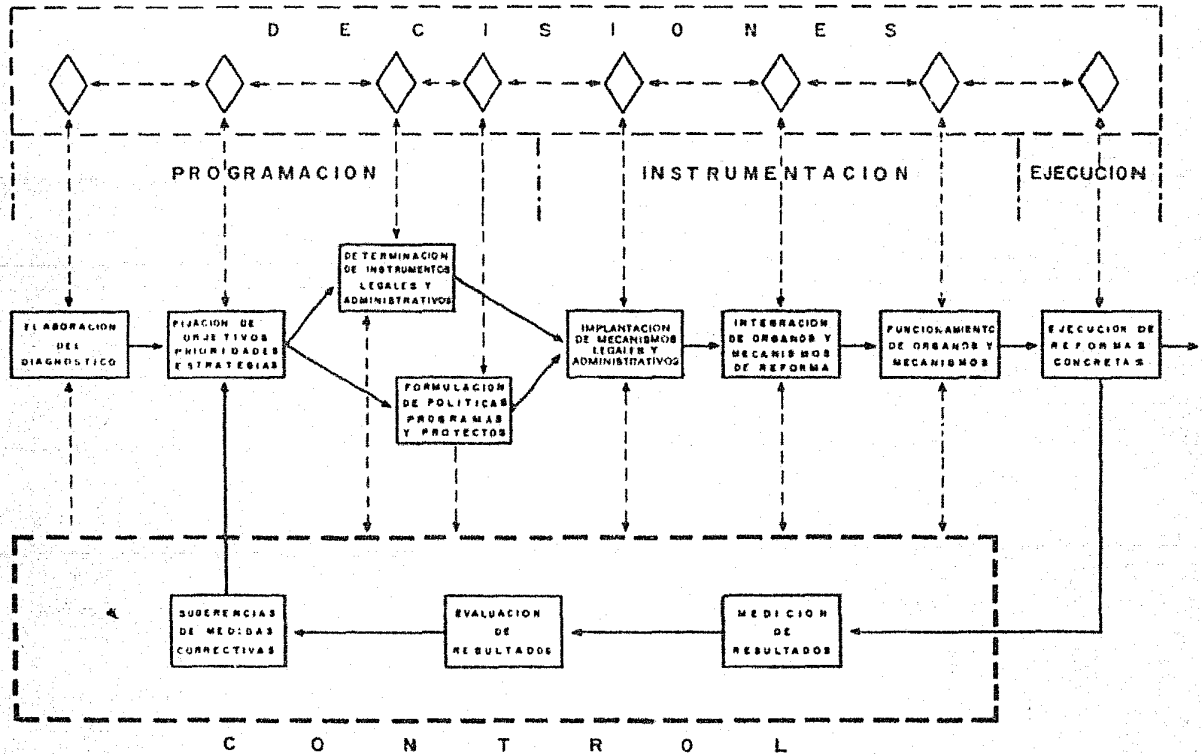 DECISIONES
PROGRAMACION
INSTRUMENTACION
EJECUCION
DETERMINACION
DE INSTRUMENTOS
LEGALES Y
ADMINISTRATIVOS
ELABORACION
DEL
DIAGNOSTICO
FIJACION DE
OBJETIVOS
PRIORIDADES
ESTRATEGIAS
FORMULACION
DE POLITICAS
PROGRAMAS
Y PROYECTOS
IMPLANTACION
DE MECANISMOS
LEGALES Y
ADMINISTRATIVOS
INTEGRACION
DE ORGANOS Y
MECANISMOS
DE REFORMA
FUNCIONAMIENTO
DE ORGANOS Y
MECANISMOS
EJECUCION DE
REFORMAS
CONCRETAS
SUGERENCIAS
DE MEDIDAS
CORRECTIVAS
EVALUACION
DE
RESULTADOS
MEDICION
DE
RESULTADOS
CONTROL